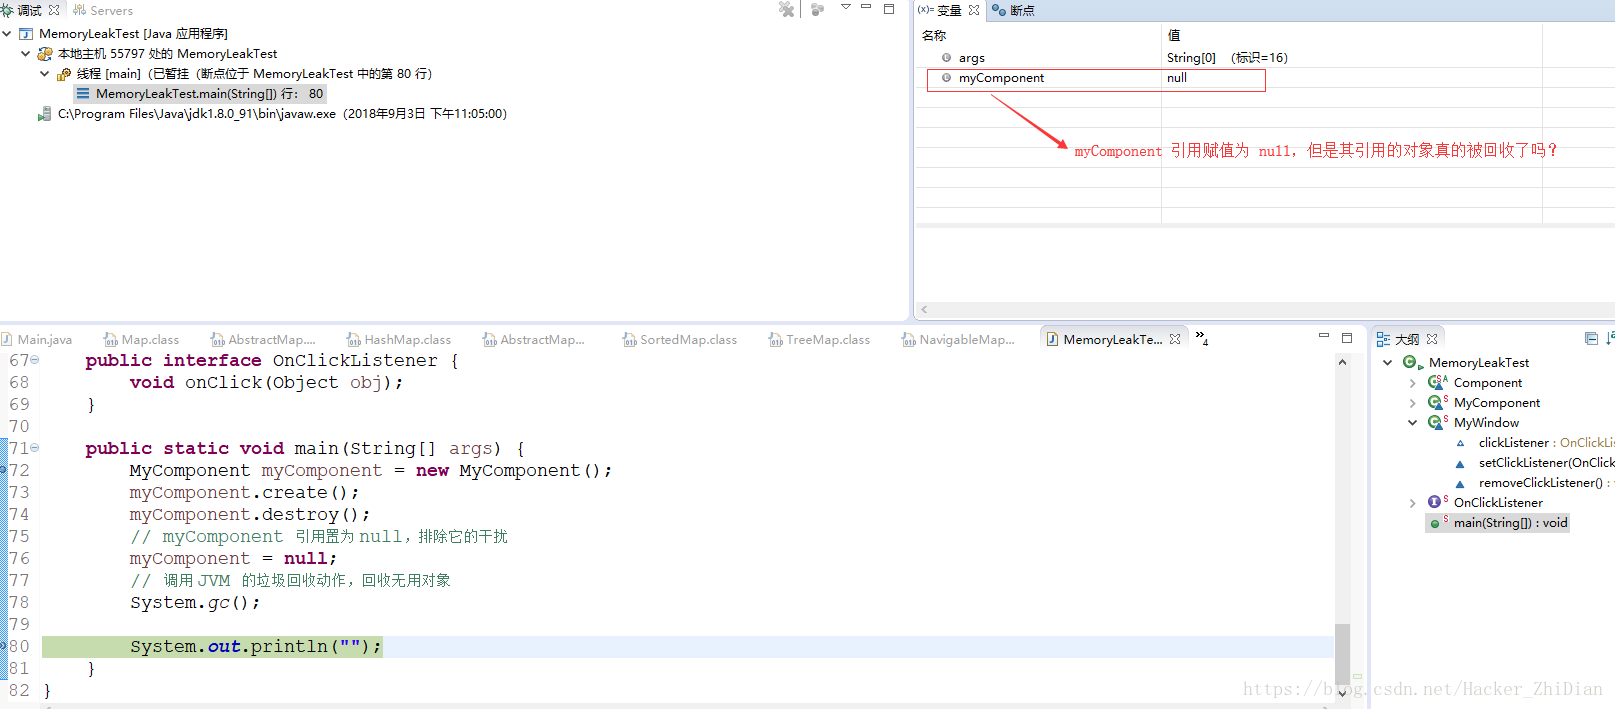 调试
Servers
MemoryLeakTest [Java 应用程序]
本地主机 55797 处的 MemoryLeakTest
线程 [main]（已暂挂（断点位于 MemoryLeakTest 中的第 80 行）
MemoryLeakTest.main(String[]) 行： 80
C:\Program Files\Java\jdk1.8.0_91\bin\javaw.exe（2018年9月3日 下午11:05:00）
(x)= 变量
断点
名称 值
args String[0] （标识=16）
myComponent null
myComponent 引用赋值为 null，但是其引用的对象真的被回收了吗？
Main.java
Map.class
AbstractMap....
HashMap.class
AbstractMap...
SortedMap.class
TreeMap.class
NavigableMap...
MemoryLeakTe...
»4
67 public interface OnClickListener {
68 void onClick(Object obj);
69 }
70
71 public static void main(String[] args) {
72 MyComponent myComponent = new MyComponent();
73 myComponent.create();
74 myComponent.destroy();
75 // myComponent 引用置为null，排除它的干扰
76 myComponent = null;
77 // 调用JVM 的垃圾回收动作，回收无用对象
78 System.gc();
79
80 System.out.println("");
81 }
82 }
大纲
MemoryLeakTest
Component
MyComponent
MyWindow
clickListener : OnClickLis
setClickListener(OnClick
removeClickListener() :
OnClickListener
main(String[]) : void
https://blog.csdn.net/Hacker_ZhiDian